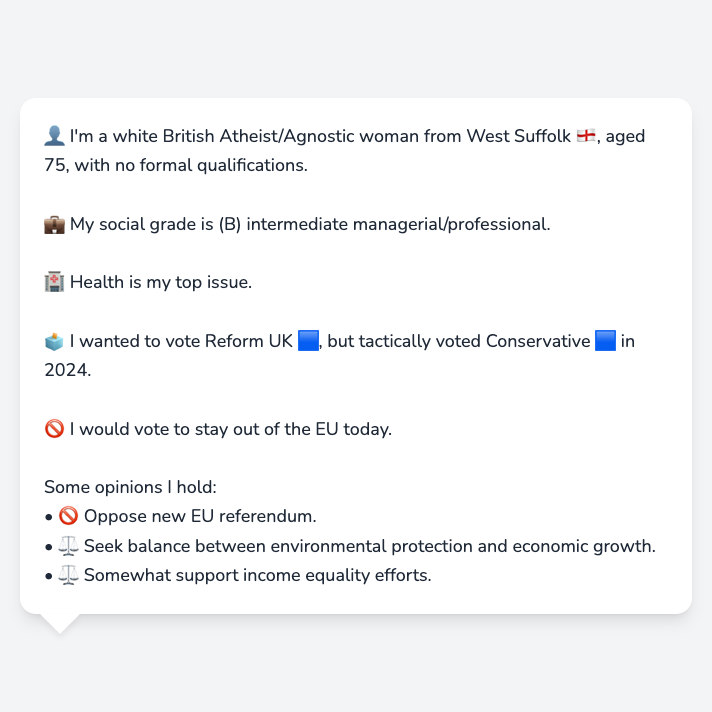 👤 I'm a white British Atheist/Agnostic woman from West Suffolk 🏴󠁧󠁢󠁥󠁮󠁧󠁿, aged
75, with no formal qualifications.
💼 My social grade is (B) intermediate managerial/professional.
🏥 Health is my top issue.
🗳️ I wanted to vote Reform UK 🟦, but tactically voted Conservative 🟦 in
2024.
🚫 I would vote to stay out of the EU today.
Some opinions I hold:
• 🚫 Oppose new EU referendum.
• ⚖️ Seek balance between environmental protection and economic growth.
• ⚖️ Somewhat support income equality efforts.